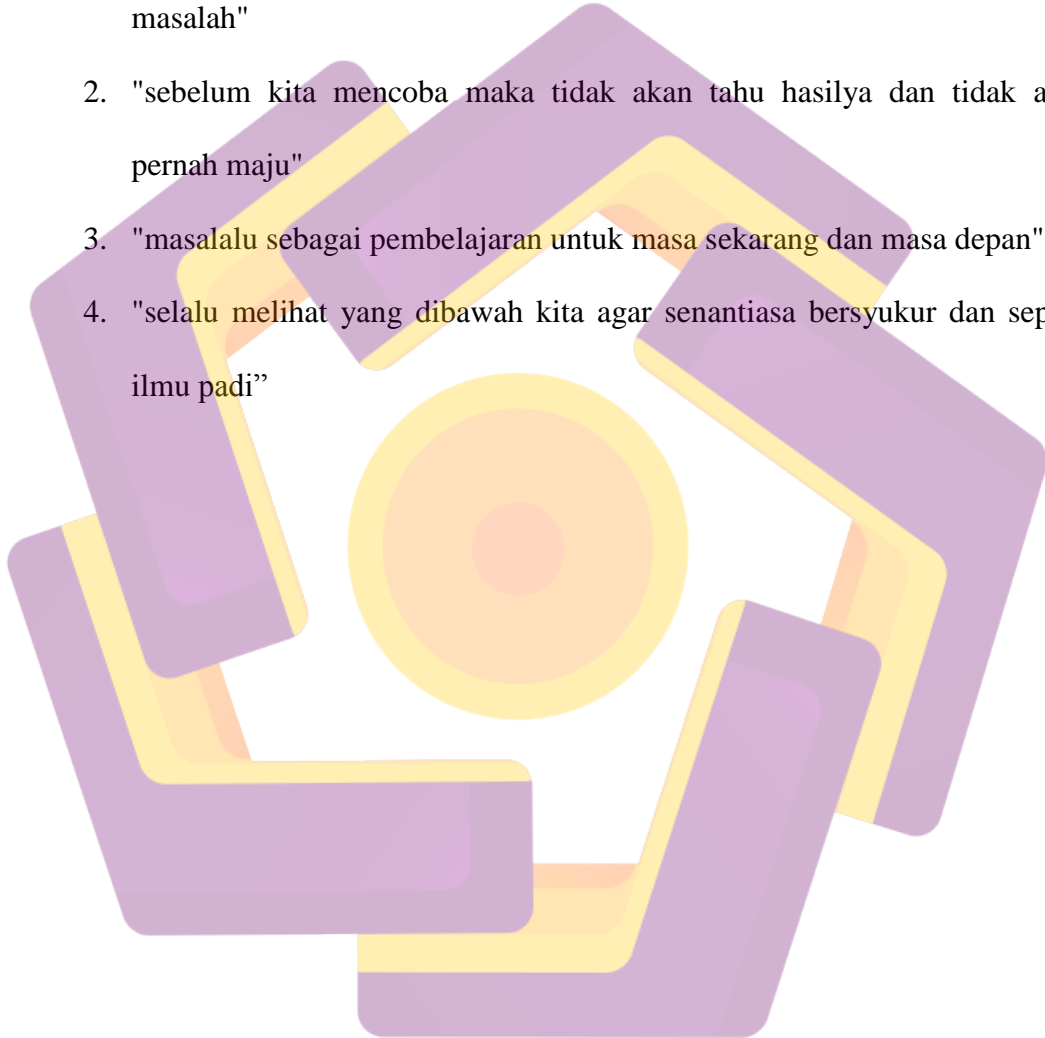 masalah"
2. "sebelum kita mencoba maka tidak akan tahu hasilya dan tidak a
pernah maju"
3. "masalalu sebagai pembelajaran untuk masa sekarang dan masa depan"
4. "selalu melihat yang dibawah kita agar senantiasa bersyukur dan sep
ilmu padi”